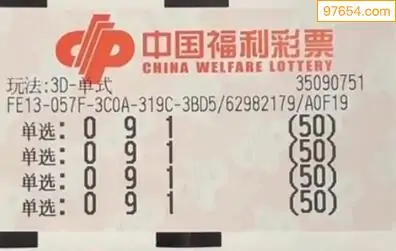 97654.com
中国福利彩票
CHINA WELFARE LOTTERY
玩法:3D-单式 35090751
FE13-057F-3C0A-319C-3BD5/62982179/A0F19
单选: 0 9 1 (50)
单选: 0 9 1 (50)
单选: 0 9 1 (50)
单选: 0 9 1 (50)